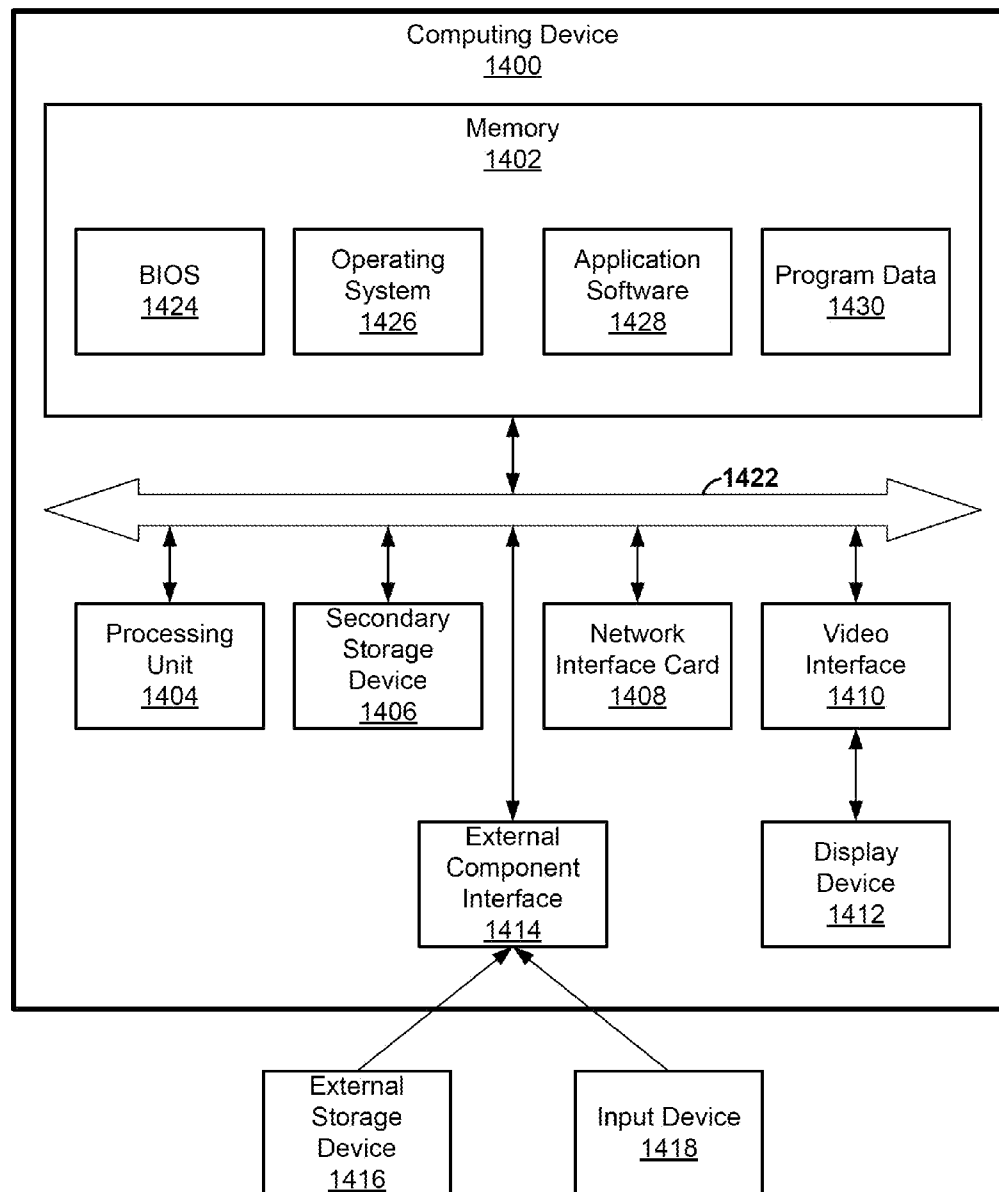 Computing Device
1400
Memory
1402
BIOS
1424
Operating
System
1426
Application
Software
1428
Program Data
1430
1422
Processing
Unit
1404
Secondary
Storage
Device
1406
Network
Interface Card
1408
Video
Interface
1410
External
Component
Interface
1414
Display
Device
1412
External
Storage
Device
1416
Input Device
1418